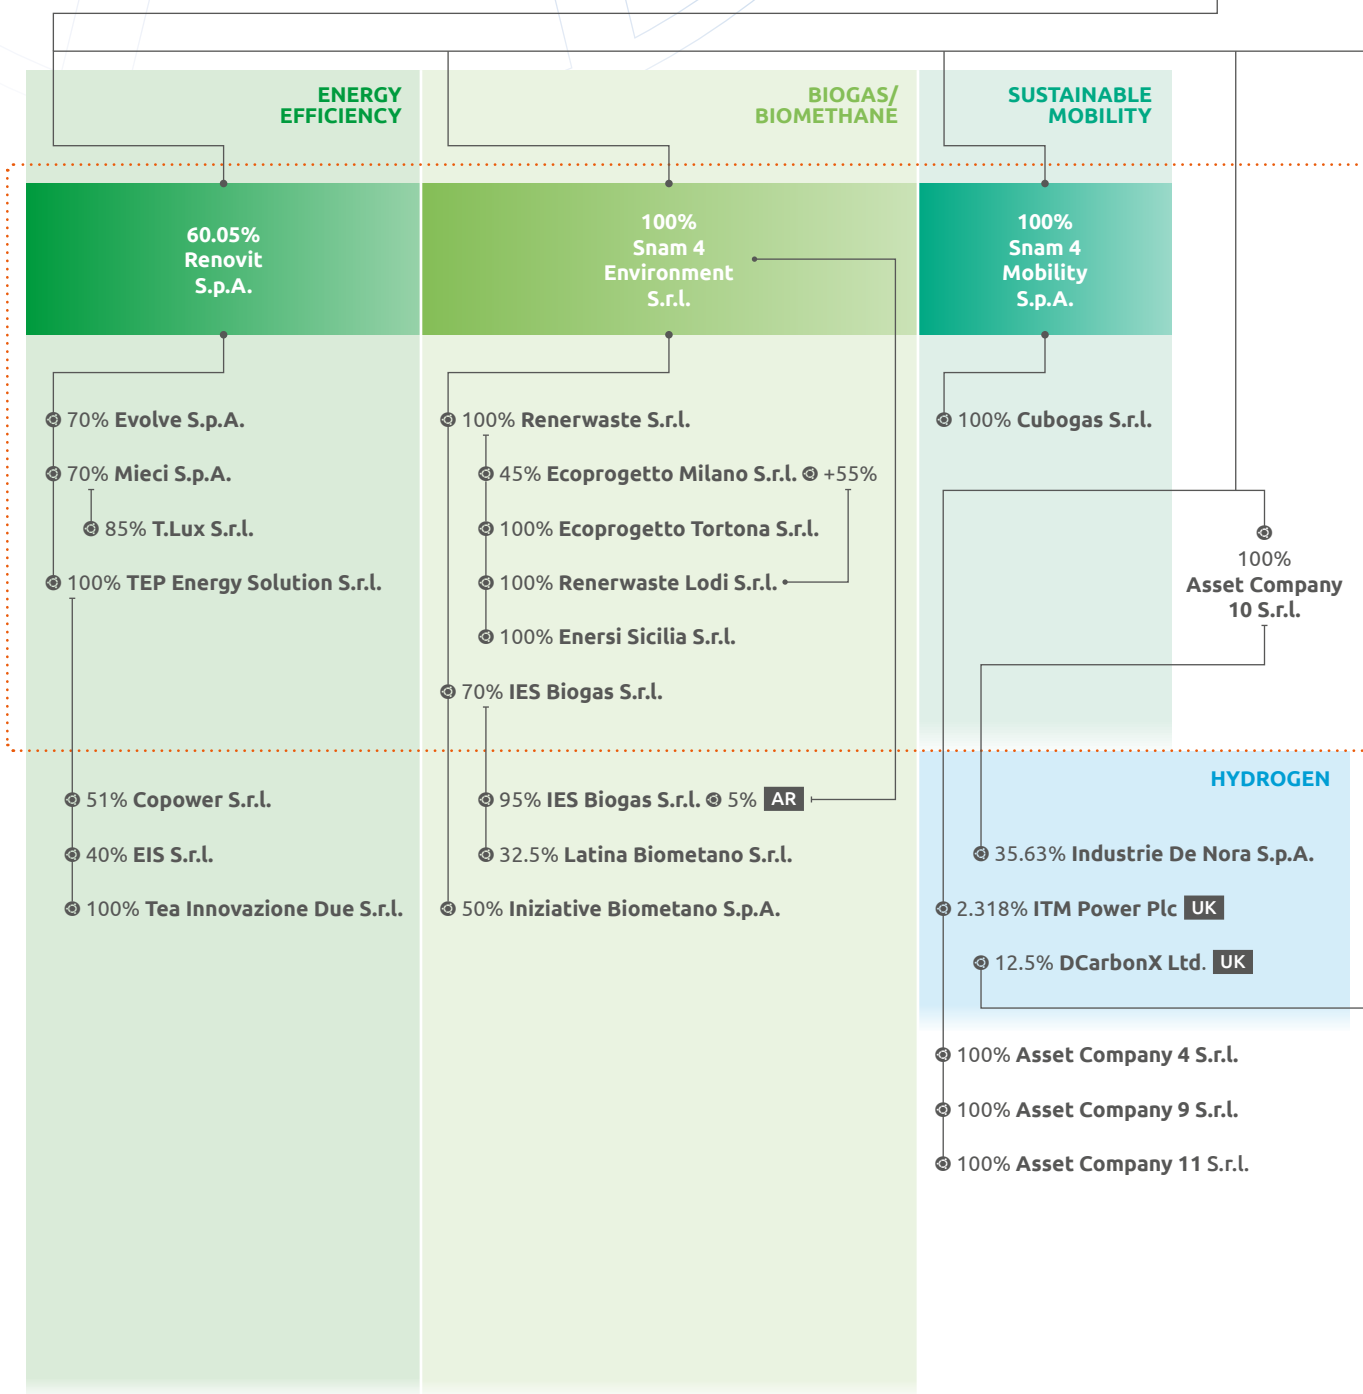 ENERGY
EFFICIENCY
60.05%
Renovit
S.p.A.
70% Evolve S.p.A.
70% Mieci S.p.A.
85% T.Lux S.r.l.
100% TEP Energy Solution S.r.l.
51% Copower S.r.l.
40% EIS S.r.l.
100% Tea Innovazione Due S.r.l.
BIOGAS/
BIOMETHANE
100%
Snam 4
Environment
S.r.l.
100% Renerwaste S.r.l.
45% Ecoprogetto Milano S.r.l. +55%
100% Ecoprogetto Tortona S.r.l.
100% Renerwaste Lodi S.r.l.
100% Enersi Sicilia S.r.l.
70% IES Biogas S.r.l.
95% IES Biogas S.r.l. 5% AR
32.5% Latina Biometano S.r.l.
50% Iniziative Biometano S.p.A.
SUSTAINABLE
MOBILITY
100%
Snam 4
Mobility
S.p.A.
100% Cubogas S.r.l.
100%
Asset Company
10 S.r.l.
HYDROGEN
35.63% Industrie De Nora S.p.A.
2.318% ITM Power Plc UK
12.5% DCarbonX Ltd. UK
100% Asset Company 4 S.r.l.
100% Asset Company 9 S.r.l.
100% Asset Company 11 S.r.l.